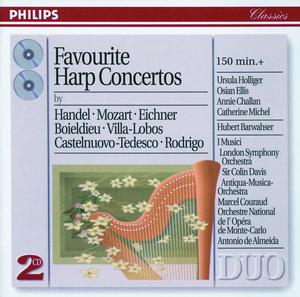 PHILIPS
Classics
Favourite
Harp Concertos
by
Handel · Mozart · Eichner
Boieldieu · Villa-Lobos
Castelnuovo-Tedesco · Rodrigo
150 min.+
Ursula Holliger
Osian Ellis
Annie Challan
Catherine Michel
Hubert Barwahser
I Musici
London Symphony
Orchestra
Sir Colin Davis
Antiqua-Musica-
Orchestra
Marcel Couraud
Orchestre National
de l'Opéra
de Monte-Carlo
Antonio de Almeida
2 CD
DUO